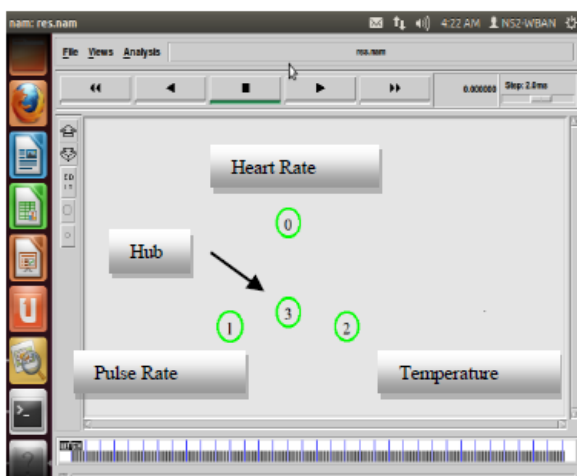 nam: res.nam
4:22 AM NS2-WBAN
File Views Analysis res.nam
0.000000 Step: 2.0ms
Heart Rate
0
Hub
3
1
2
Pulse Rate
Temperature